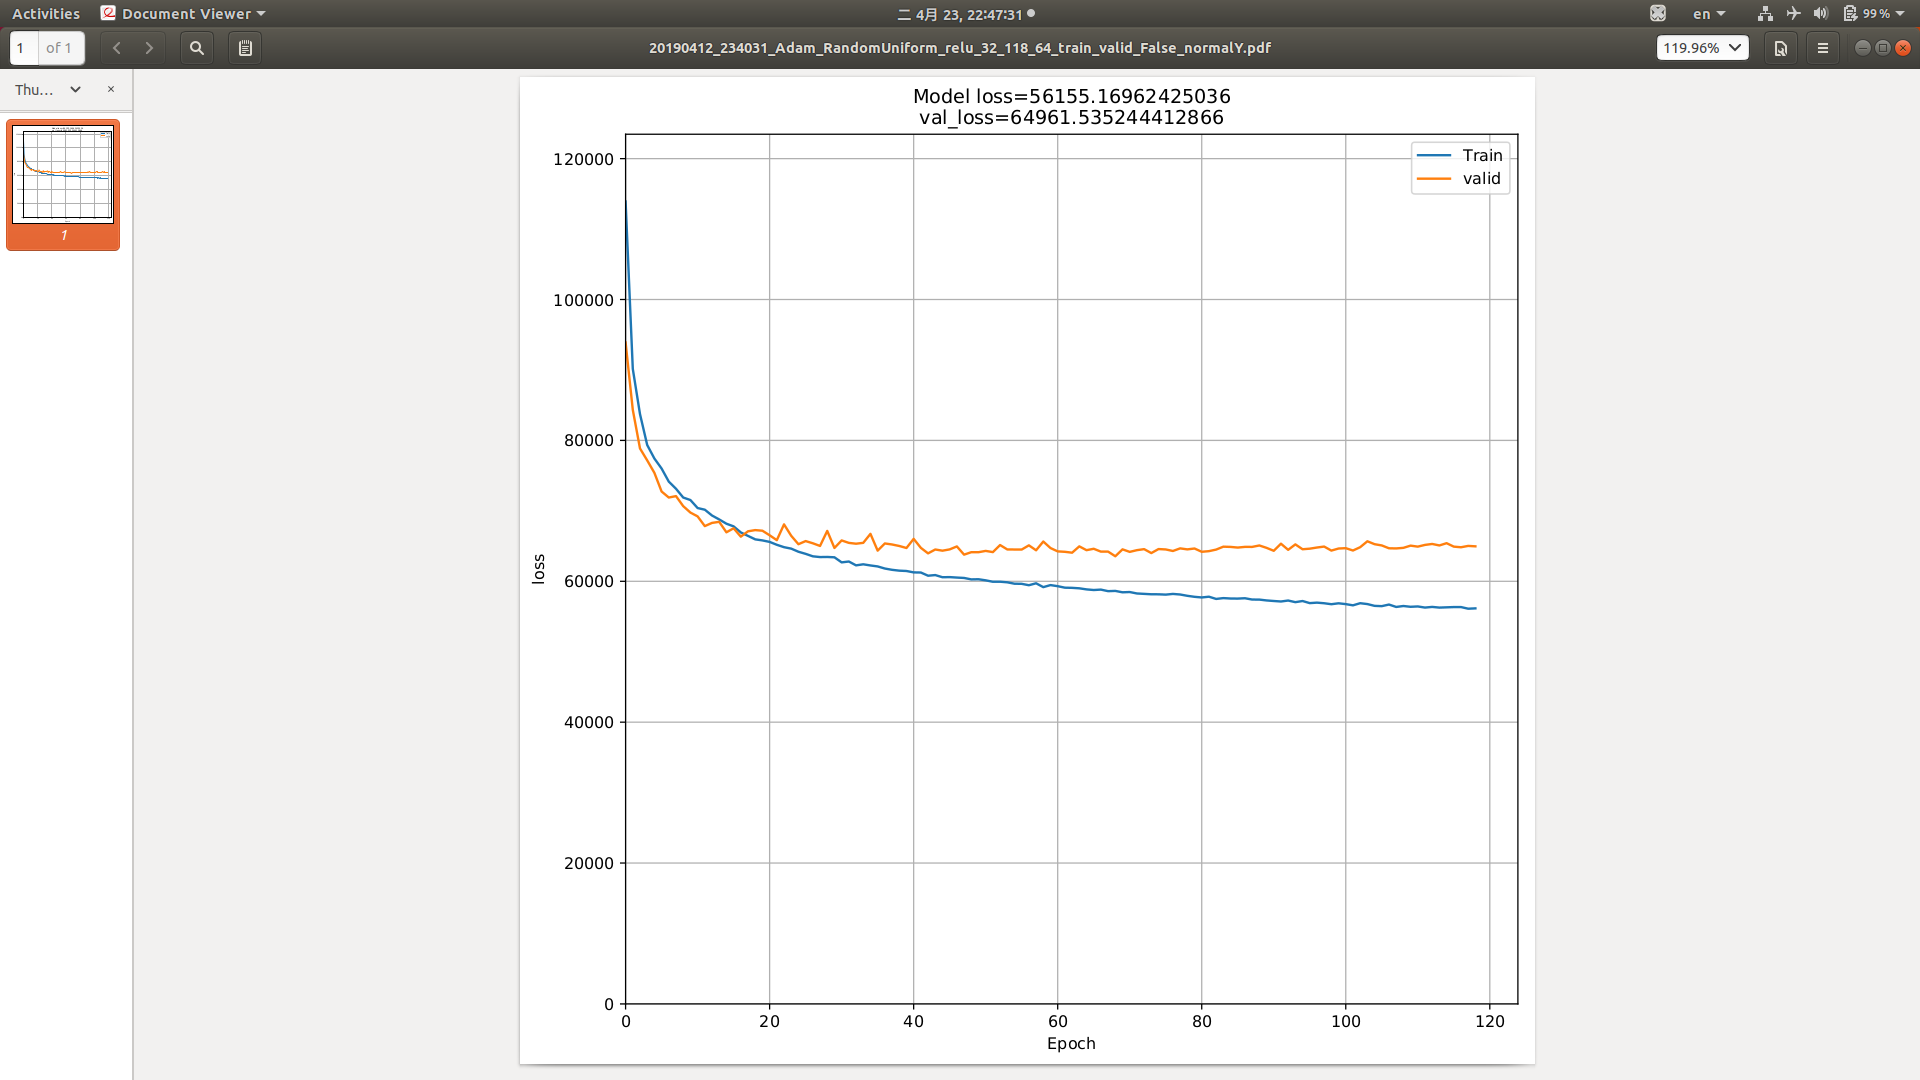 Activities
Document Viewer
二 4月 23, 22:47:31
en
99%
1
of 1
20190412_234031_Adam_RandomUniform_relu_32_118_64_train_valid_False_normalY.pdf
119.96%
Thu...
1
Model loss=56155.16962425036
val_loss=64961.535244412866
Train
valid
120000
100000
80000
60000
40000
20000
0
loss
0
20
40
60
80
100
120
Epoch